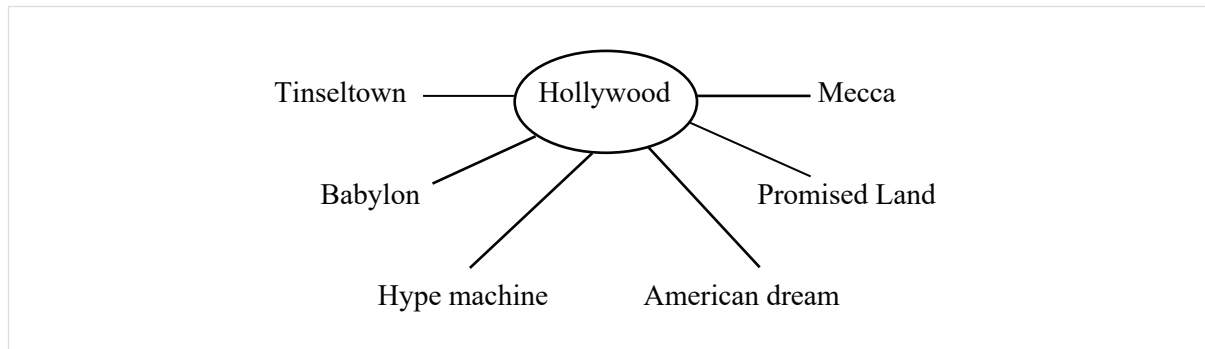 Tinseltown Hollywood Mecca
Babylon Promised Land
Hype machine American dream